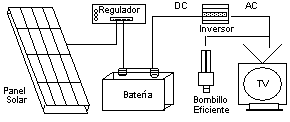 Regulador
DC
AC
Inversor
Panel
Solar
Batería
Bombillo
Eficiente
TV